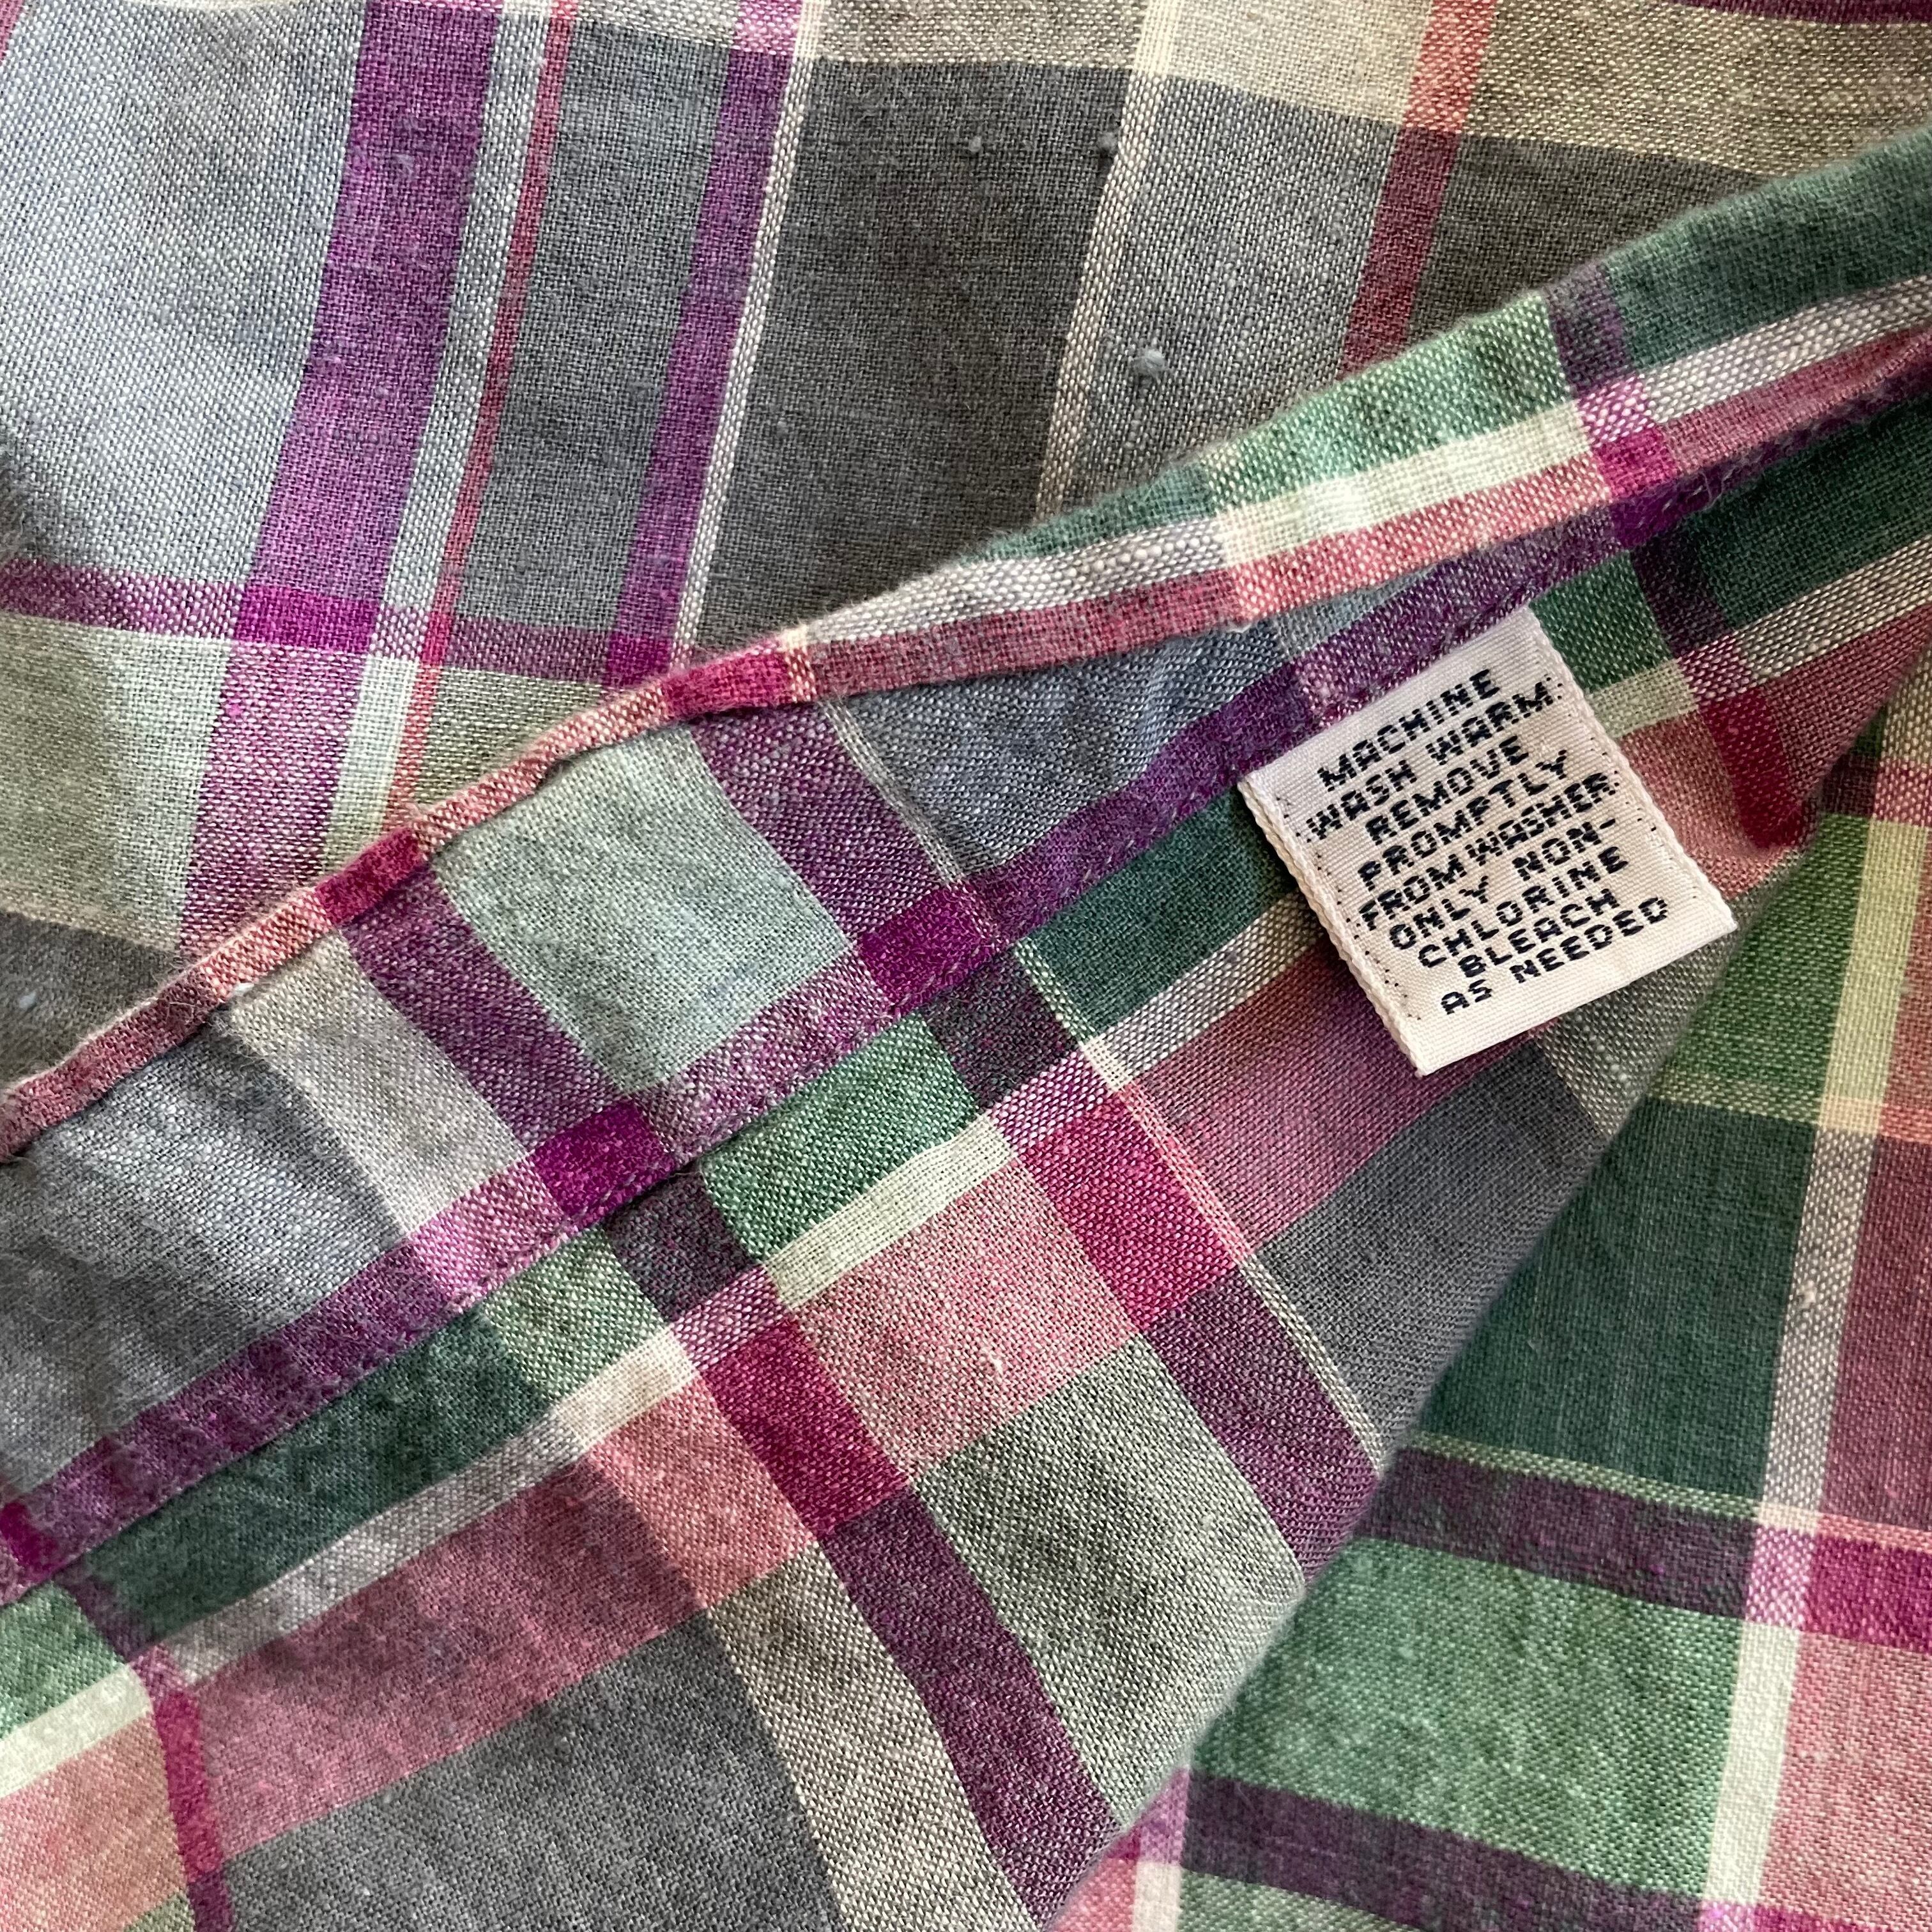 MACHINE
WASH WARM
REMOVE
PROMPTLY
FROM WASHER
ONLY NON-
CHLORINE
BLEACH
AS NEEDED